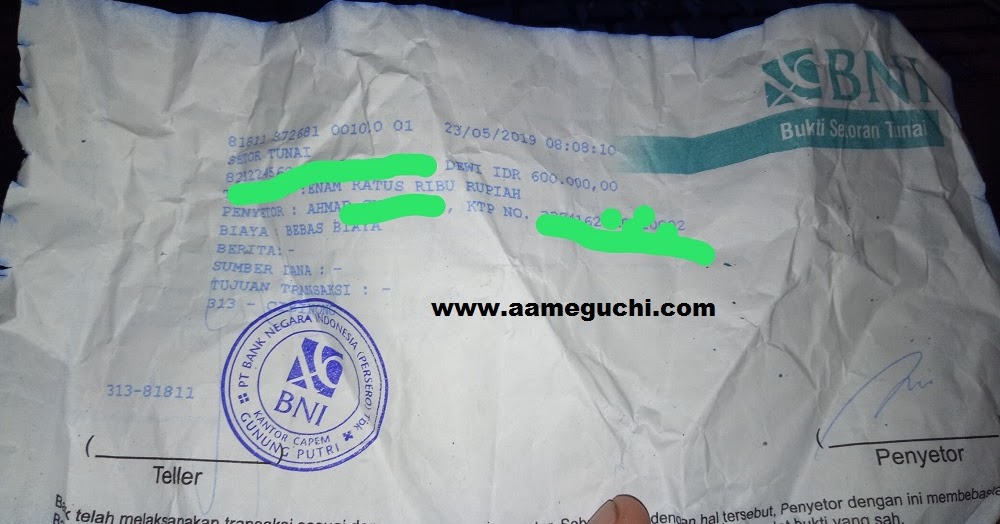 BNI
Bukti Setoran Tunai
81811 372681 00100 01 23/05/2019 08:08:10
SETOR TUNAI
DEWI IDR 600.000,00
:ENAM RATUS RIBU RUPIAH
PENYETOR : AHMAD , KTP NO.
BIAYA : BEBAS BIAYA
BERITA: -
SUMBER DANA : -
TUJUAN TRANSAKSI : -
313 -
www.aameguchi.com
PT BANK NEGARA INDONESIA (PERSERO) Tbk
BNI
KANTOR CAPEM
GUNUNG PUTRI
313-81811
Teller
Penyetor
telah melaksanakan transaksi sesuai dengan hal tersebut, Penyetor dengan ini
bukti yang sah.